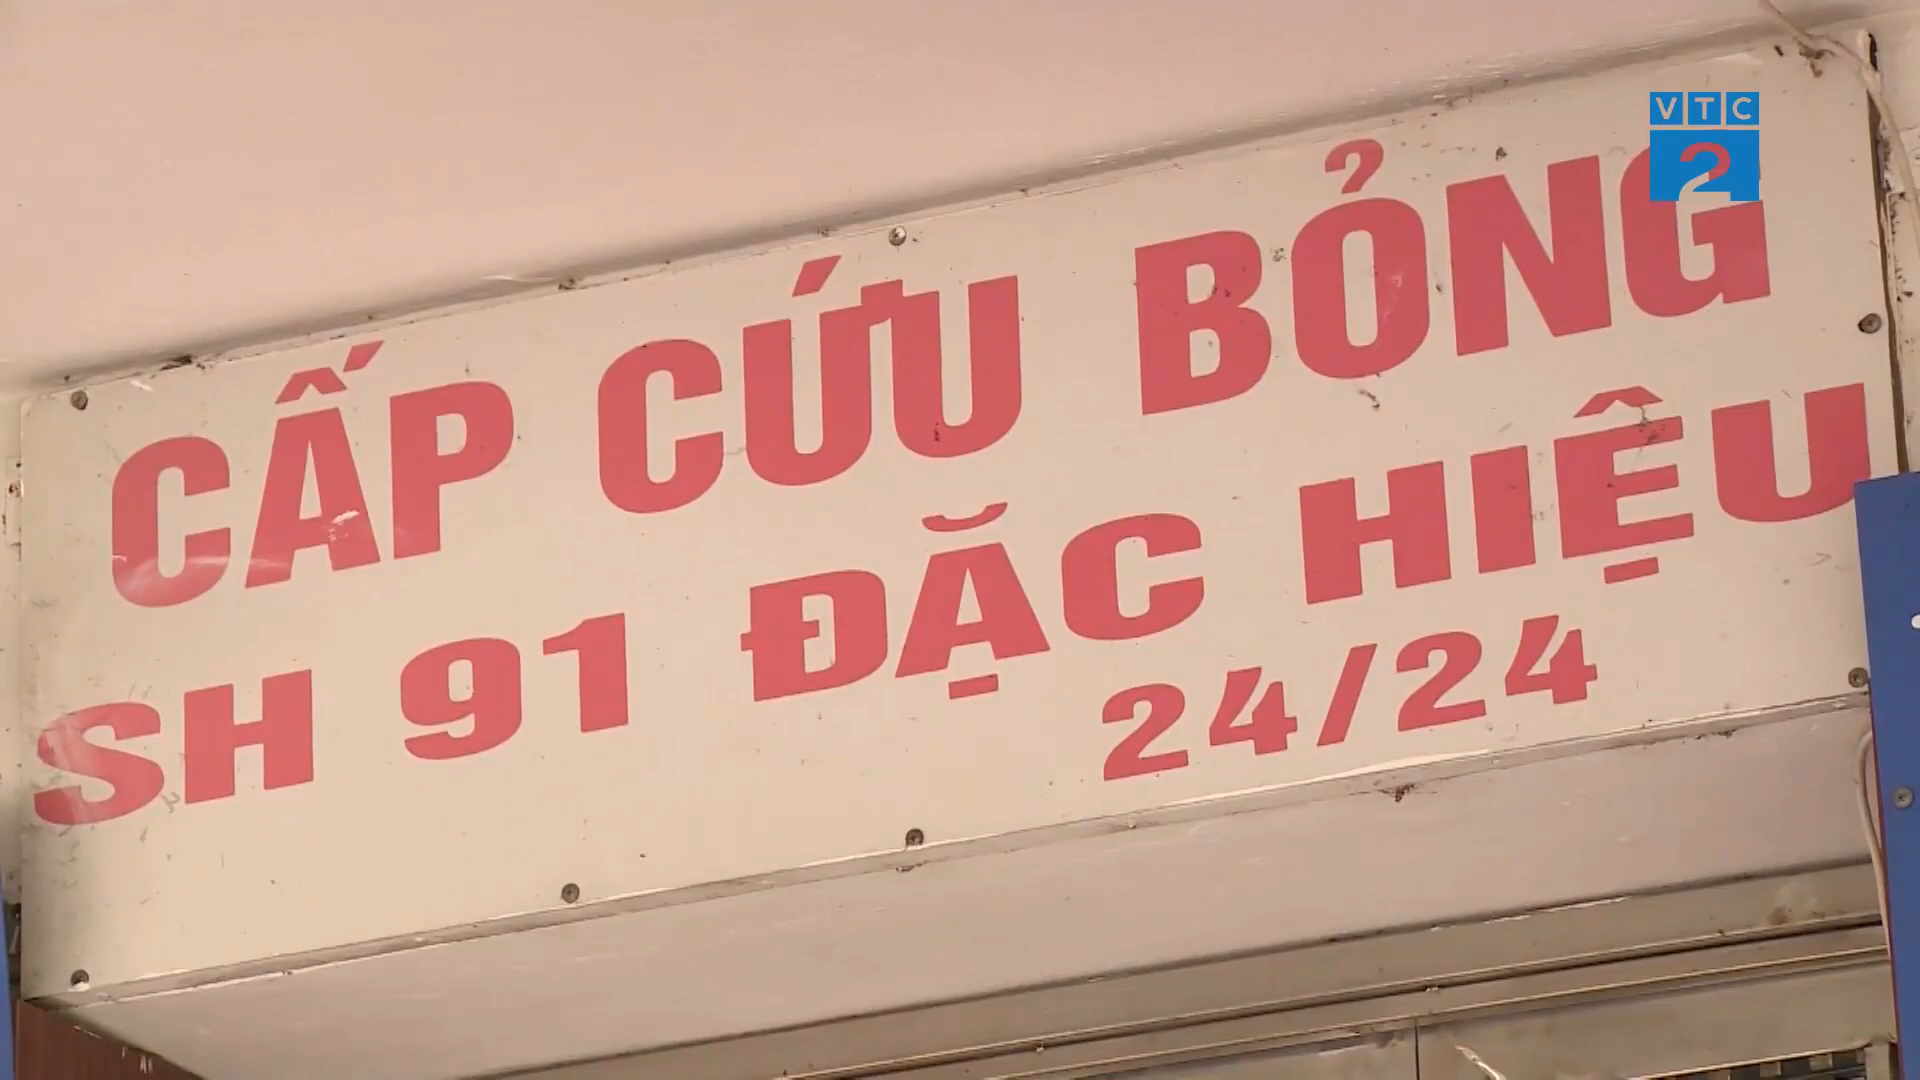 VTC
2
CẤP CỨU BỎNG
SH 91 ĐẶC HIỆU
24/24